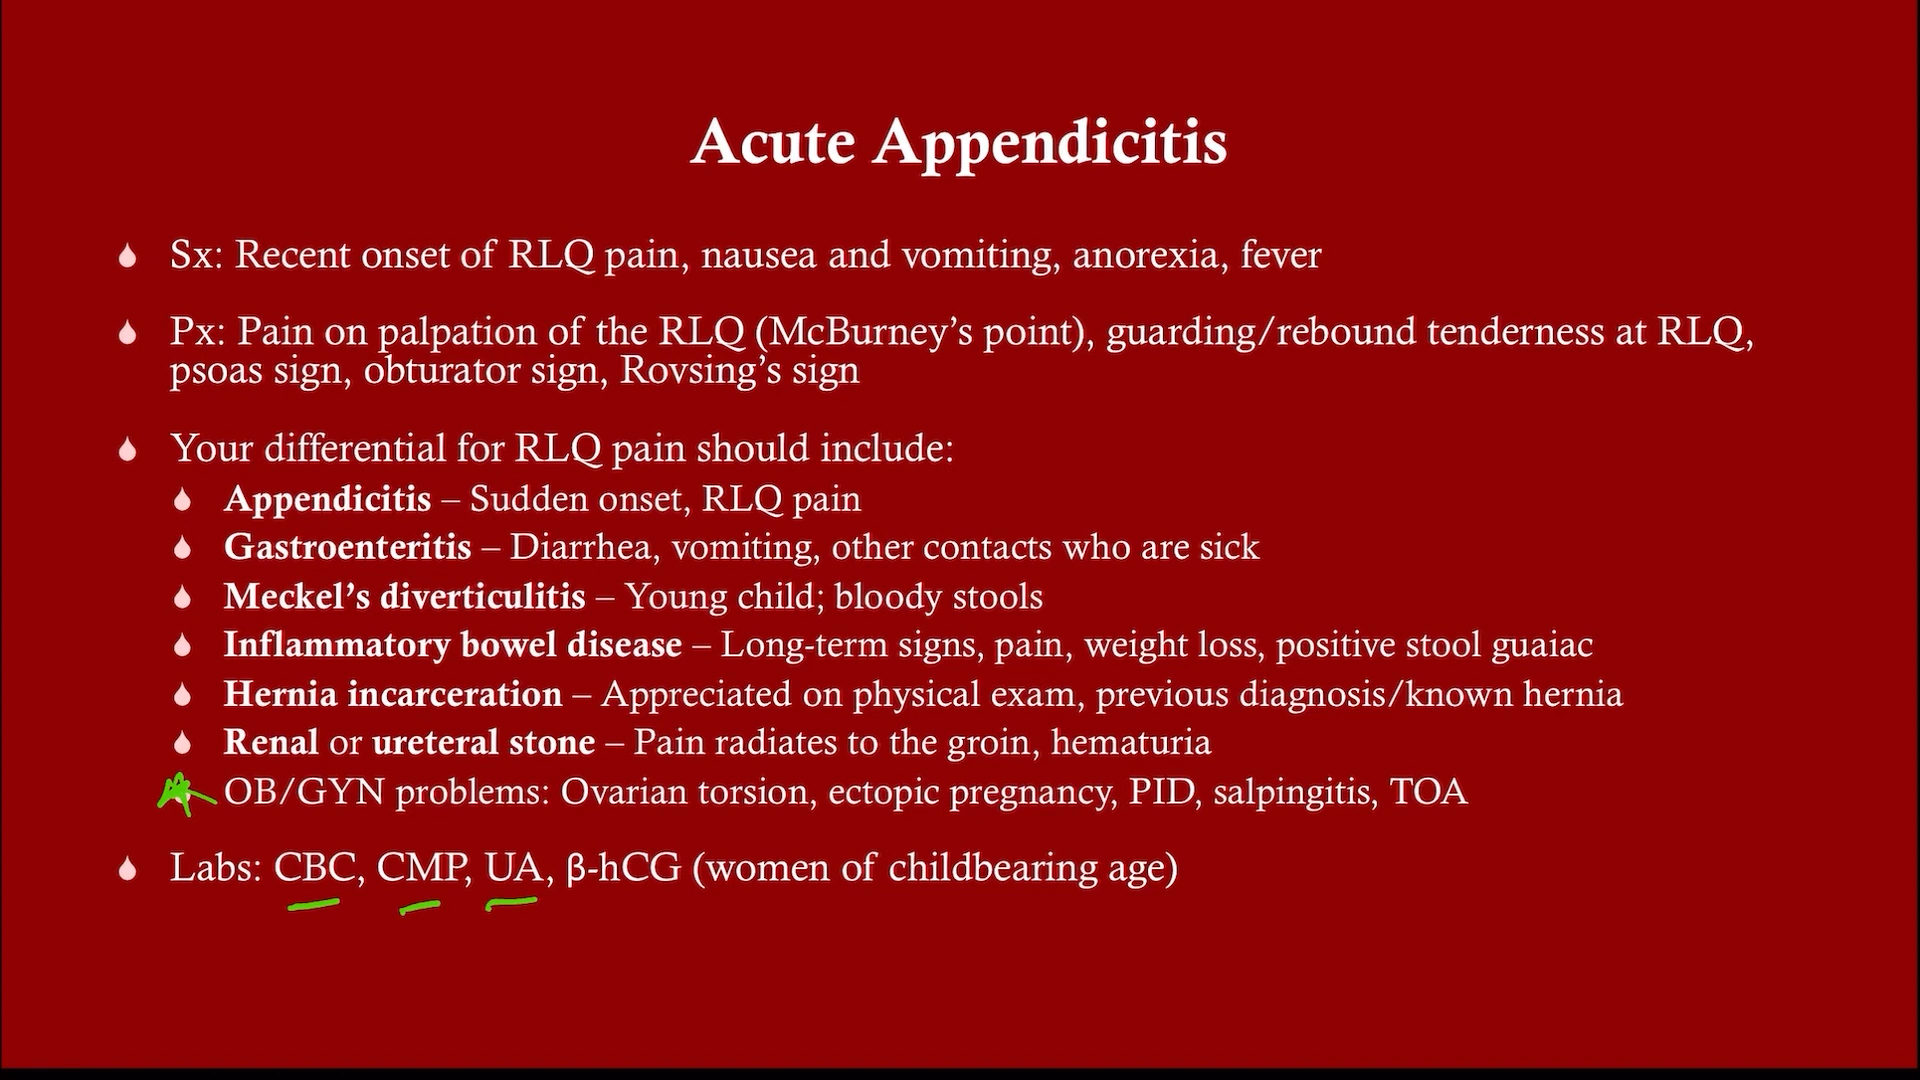 Acute Appendicitis
Sx: Recent onset of RLQ pain, nausea and vomiting, anorexia, fever
Px: Pain on palpation of the RLQ (McBurney’s point), guarding/rebound tenderness at RLQ,
psoas sign, obturator sign, Rovsing’s sign
Your differential for RLQ pain should include:
Appendicitis – Sudden onset, RLQ pain
Gastroenteritis – Diarrhea, vomiting, other contacts who are sick
Meckel’s diverticulitis – Young child; bloody stools
Inflammatory bowel disease – Long-term signs, pain, weight loss, positive stool guaiac
Hernia incarceration – Appreciated on physical exam, previous diagnosis/known hernia
Renal or ureteral stone – Pain radiates to the groin, hematuria
OB/GYN problems: Ovarian torsion, ectopic pregnancy, PID, salpingitis, TOA
Labs: CBC, CMP, UA, β-hCG (women of childbearing age)